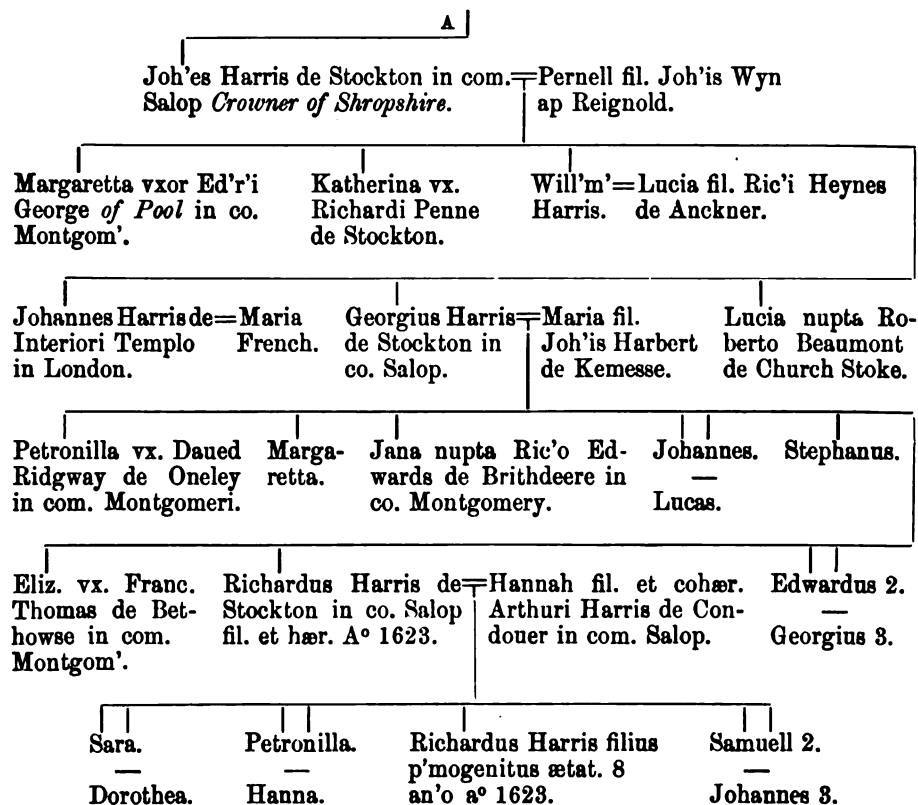 A
Joh'es Harris de Stockton in com.=Pernell fil. Joh'is Wyn
Salop Crowner of Shropshire. ap Reignold.
Margaretta vxor Ed'r'i Katherina vx. Will'm'=Lucia fil. Ric'i Heynes
George of Pool in co. Richardi Penne Harris. de Anckner.
Montgom'. de Stockton.
Johannes Harris de=Maria Georgius Harris=Maria fil. Lucia nupta Ro-
Interiori Templo French. de Stockton in Joh'is Harbert berto Beaumont
in London. co. Salop. de Kemesse. de Church Stoke.
Petronilla vx. Daued Marga- Jana nupta Ric'o Ed- Johannes. Stephanus.
Ridgway de Oneley retta. wards de Brithdeere in —
in com. Montgomeri. co. Montgomery. Lucas.
Eliz. vx. Franc. Richardus Harris de=Hannah fil. et cohær. Edwardus 2.
Thomas de Bet- Stockton in co. Salop Arthuri Harris de Con- —
howse in com. fil. et hær. Aº 1623. douer in com. Salop. Georgius 3.
Montgom'.
Sara. Petronilla. Richardus Harris filius Samuell 2.
— — p'mogenitus ætat. 8 —
Dorothea. Hanna. an'o aº 1623. Johannes 3.